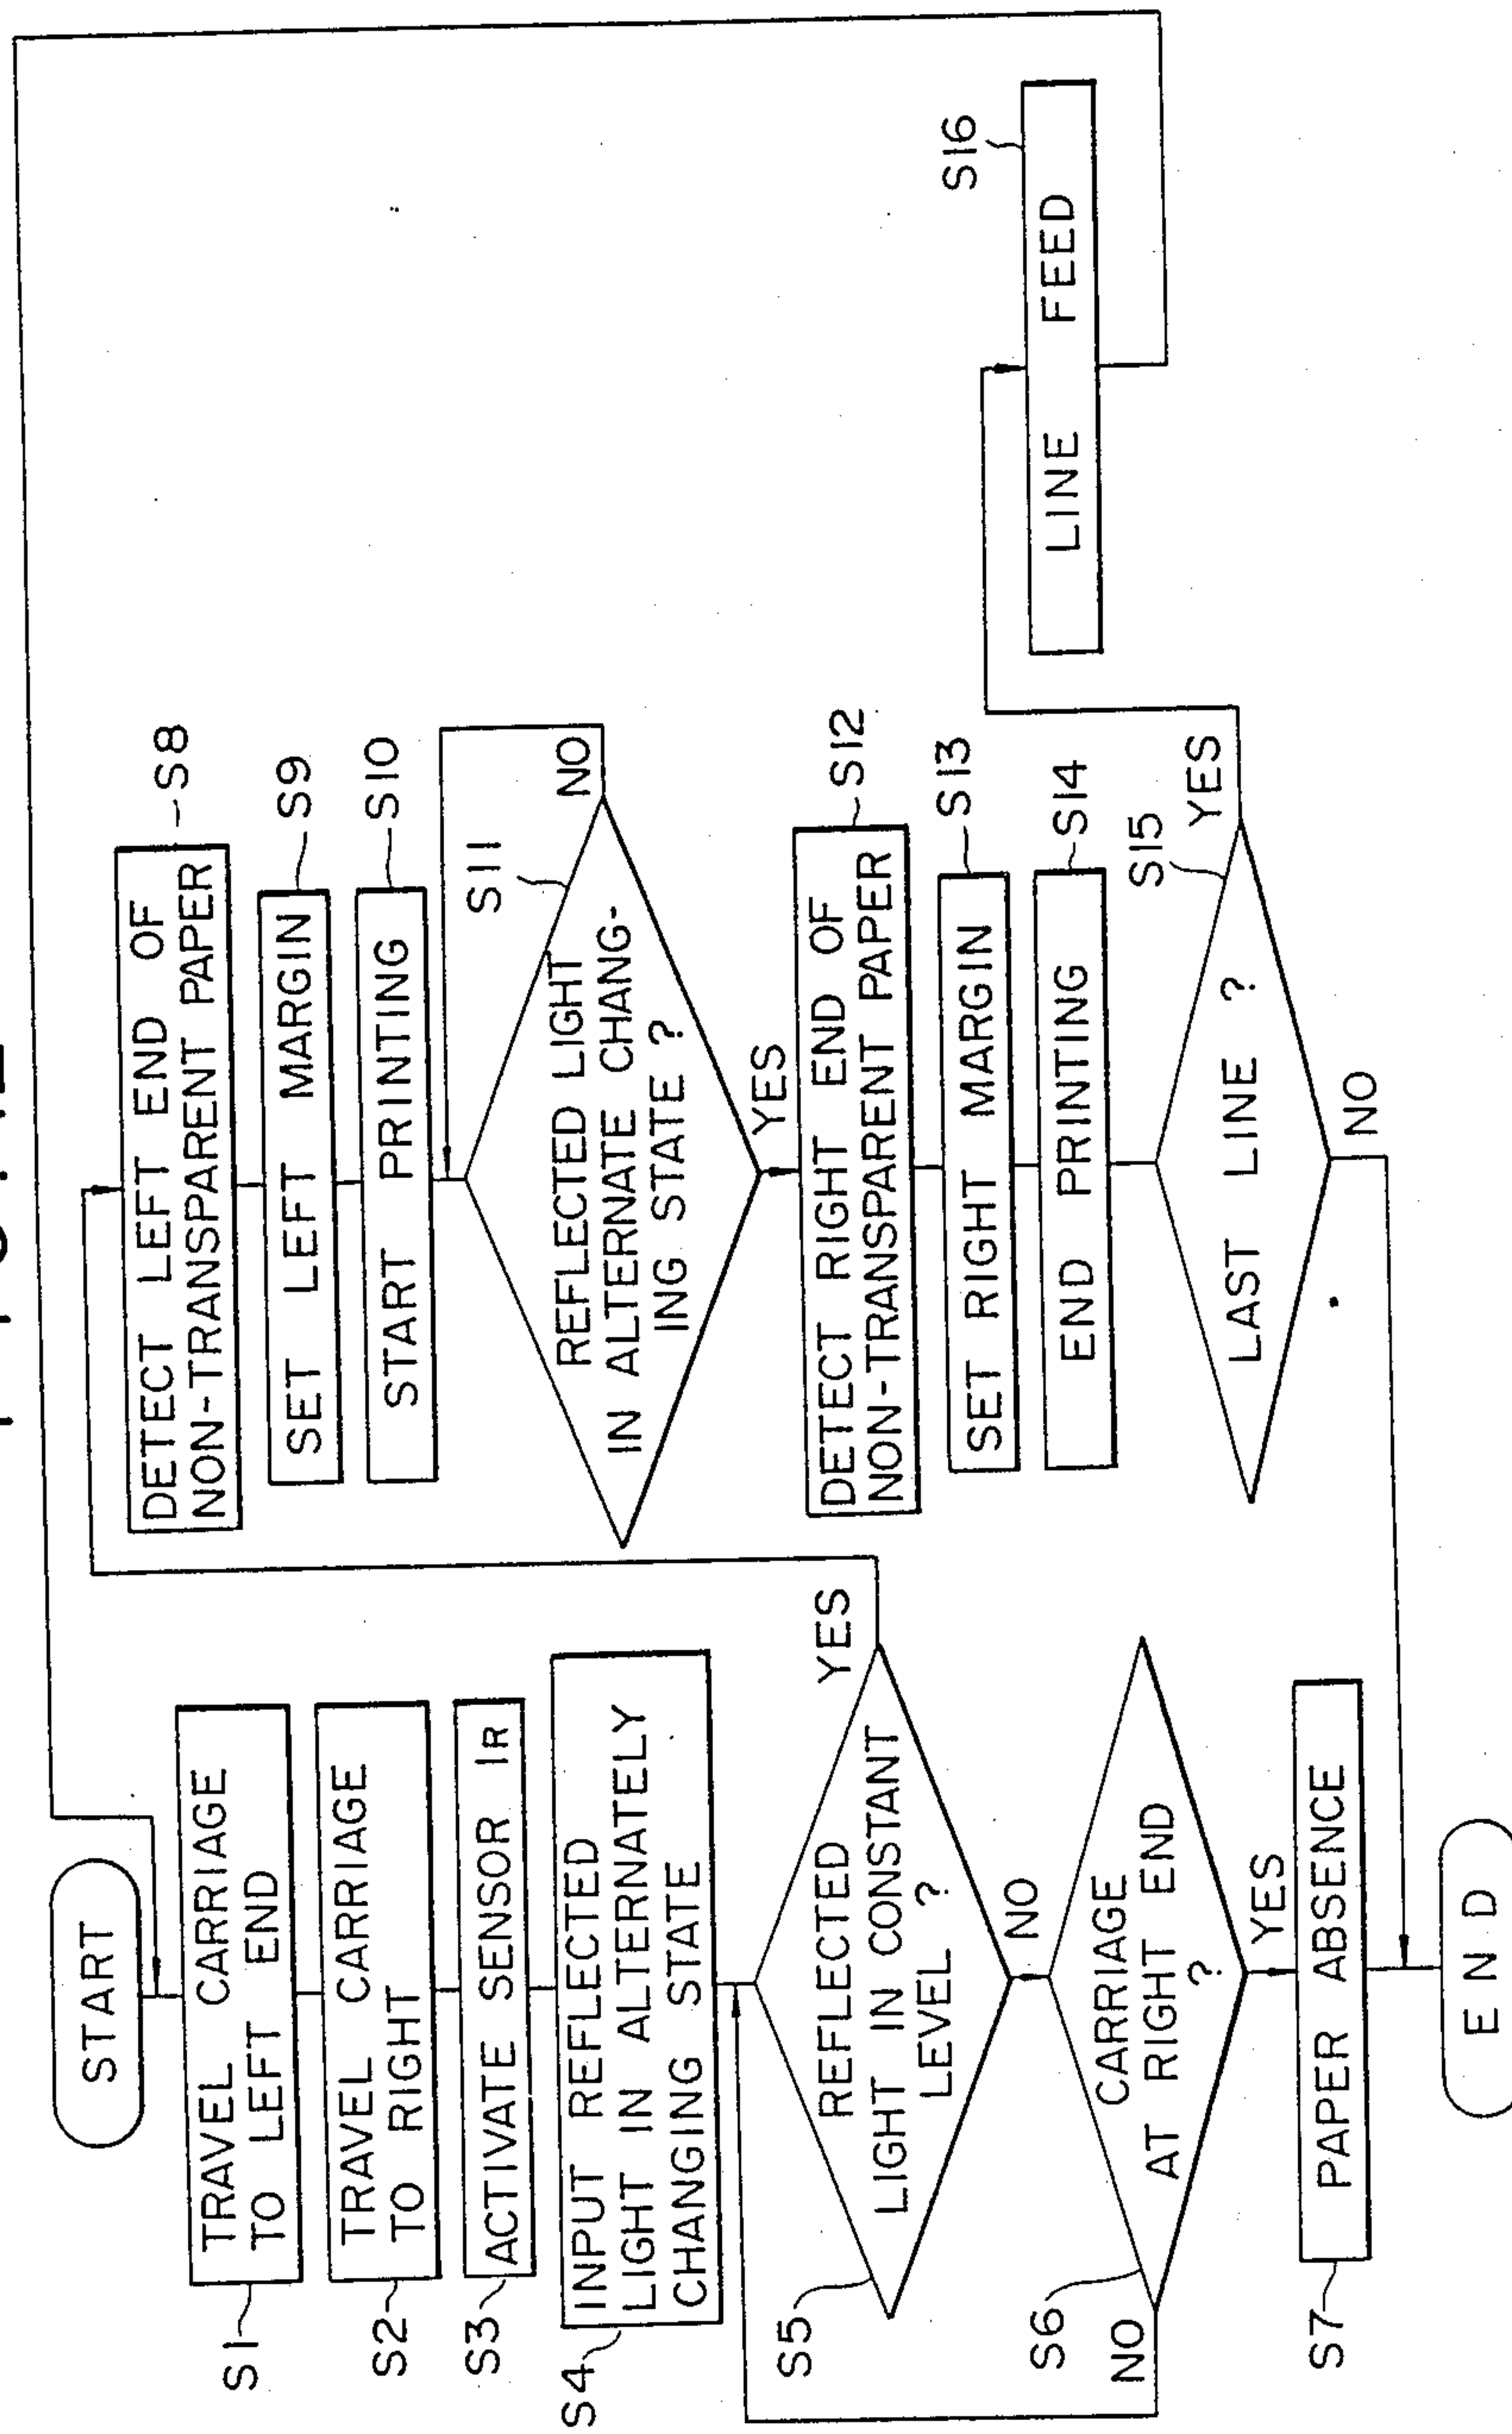 START
S1
TRAVEL CARRIAGE
TO LEFT END
S2
TRAVEL CARRIAGE
TO RIGHT
S3
ACTIVATE SENSOR 1R
S4
INPUT REFLECTED
LIGHT IN ALTERNATELY
CHANGING STATE
S5
REFLECTED
LIGHT IN CONSTANT
LEVEL ?
YES
NO
S6
CARRIAGE
AT RIGHT END
?
NO
YES
S7
PAPER ABSENCE
END
DETECT LEFT END OF
NON-TRANSPARENT PAPER
S8
SET LEFT MARGIN
S9
START PRINTING
S10
S11
REFLECTED LIGHT
IN ALTERNATE CHANG-
ING STATE ?
NO
YES
DETECT RIGHT END OF
NON-TRANSPARENT PAPER
S12
SET RIGHT MARGIN
S13
END PRINTING
S14
S15
LAST LINE ?
YES
NO
S16
LINE FEED